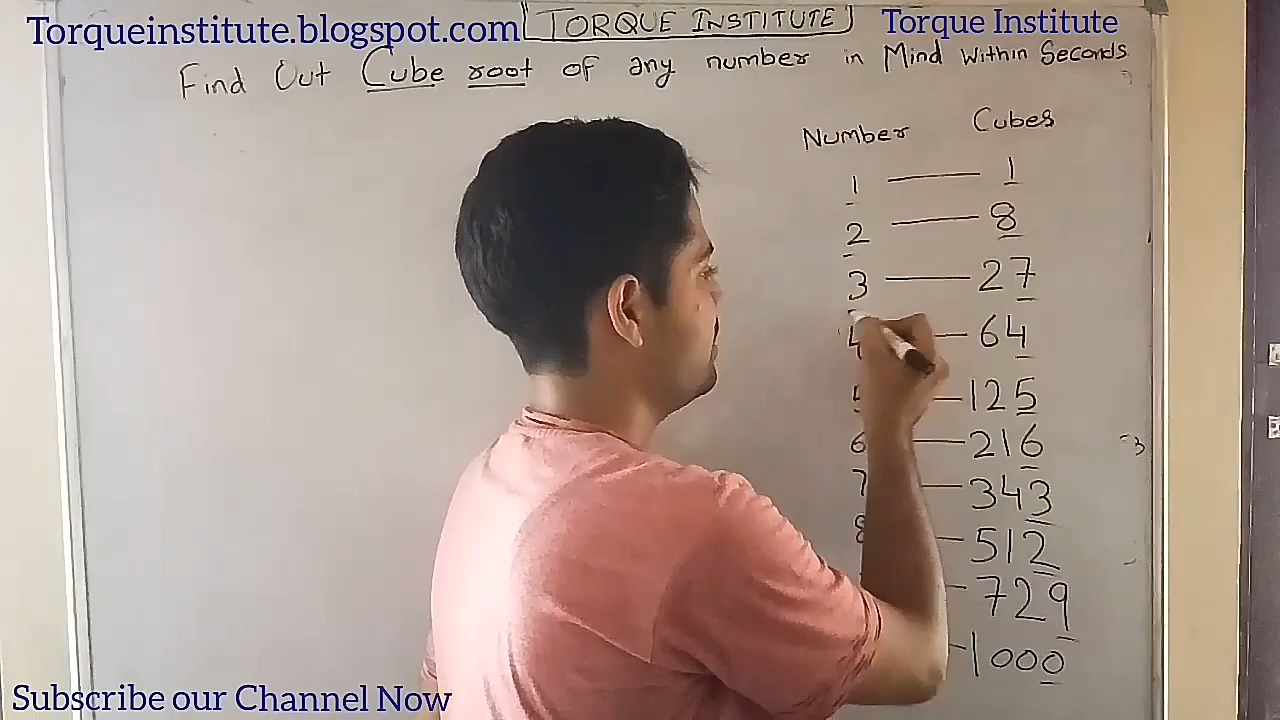 Torqueinstitute.blogspot.com "TORQUE INSTITUTE" Torque Institute
Find Out Cube root of any number in Mind Within Seconds
Number Cubes
1 — 1
2 — 8
3 — 27
4 — 64
5 — 125
6 — 216
7 — 343
8 — 512
— 729
— 1000
Subscribe our Channel Now